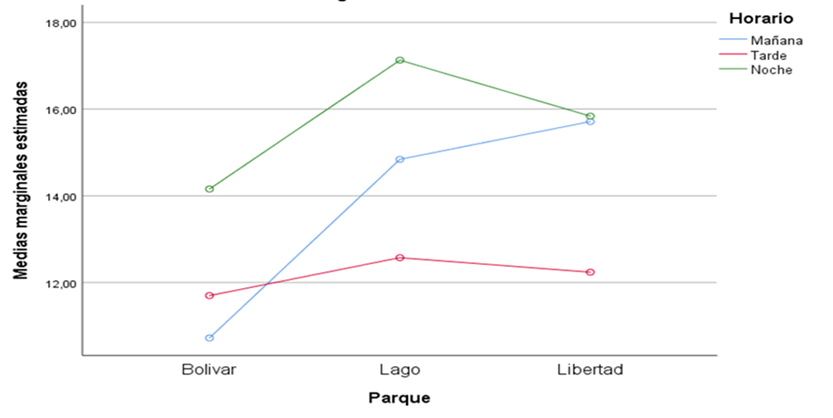 Horario
Mañana
Tarde
Noche
Medias marginales estimadas
18,00
16,00
14,00
12,00
Bolivar
Lago
Libertad
Parque